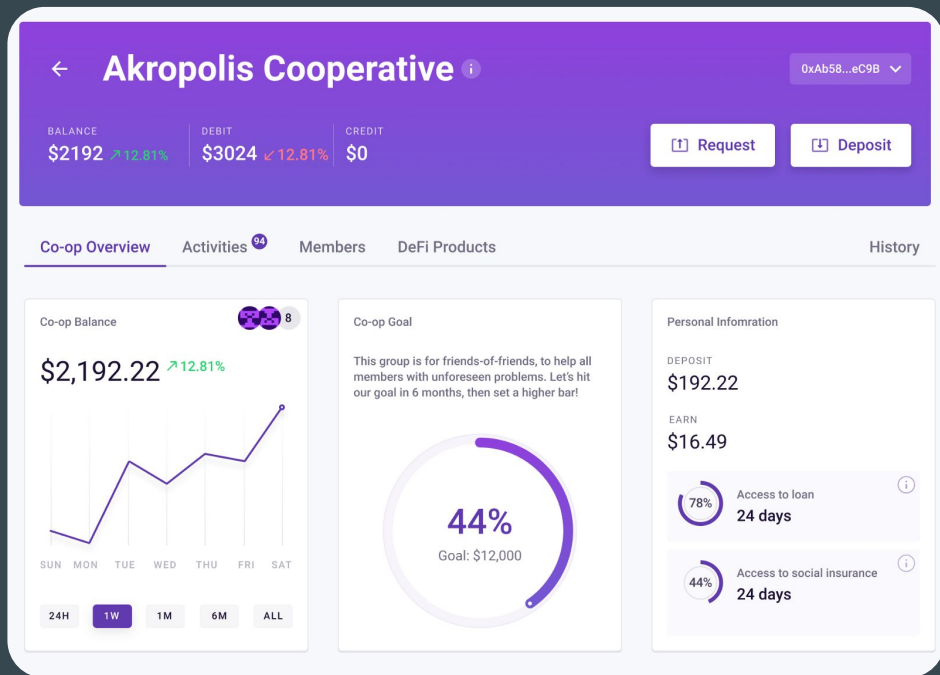 Akropolis Cooperative
0xAb58...eC9B
BALANCE
$2192 12.81%
DEBIT
$3024 12.81%
CREDIT
$0
Request
Deposit
Co-op Overview
Activities 94
Members
DeFi Products
History
Co-op Balance
8
$2,192.22 12.81%
SUN MON TUE WED THU FRI SAT
24H 1W 1M 6M ALL
Co-op Goal
This group is for friends-of-friends, to help all
members with unforeseen problems. Let's hit
our goal in 6 months, then set a higher bar!
44%
Goal: $12,000
Personal Infomration
DEPOSIT
$192.22
EARN
$16.49
78%
Access to loan
24 days
44%
Access to social insurance
24 days